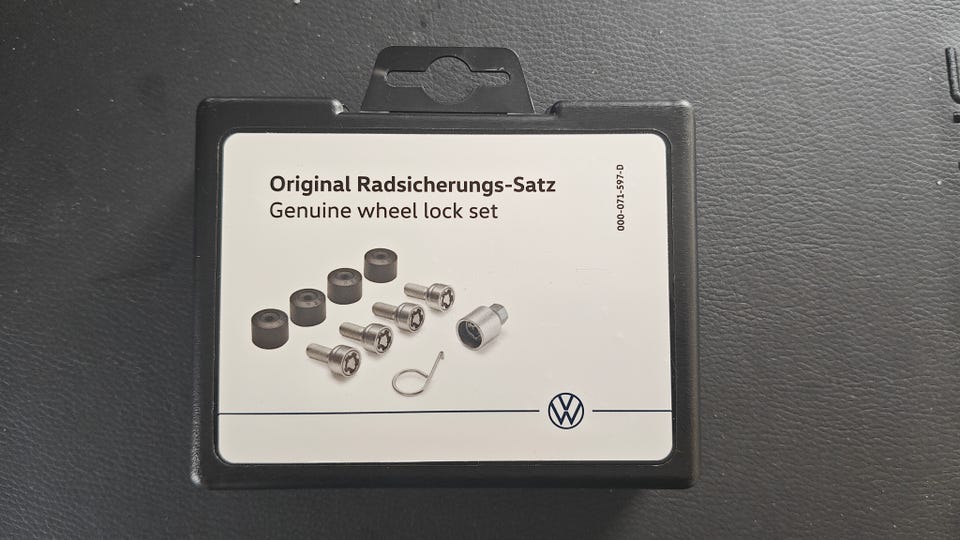 Original Radsicherungs-Satz
Genuine wheel lock set
000-071-597-D